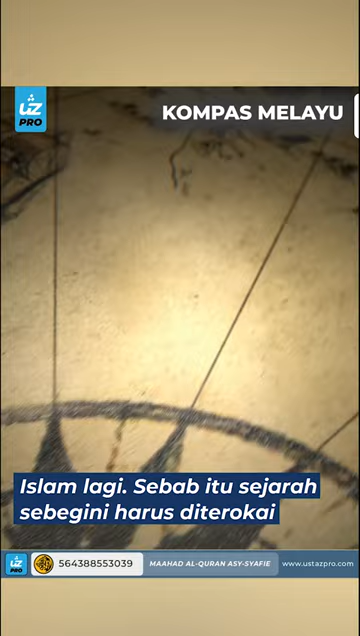 UZ
PRO
KOMPAS MELAYU
Islam lagi. Sebab itu sejarah
sebegini harus diterokai
UZ
PRO
564388553039
MAAHAD AL-QURAN ASY-SYAFIE
www.ustazpro.com